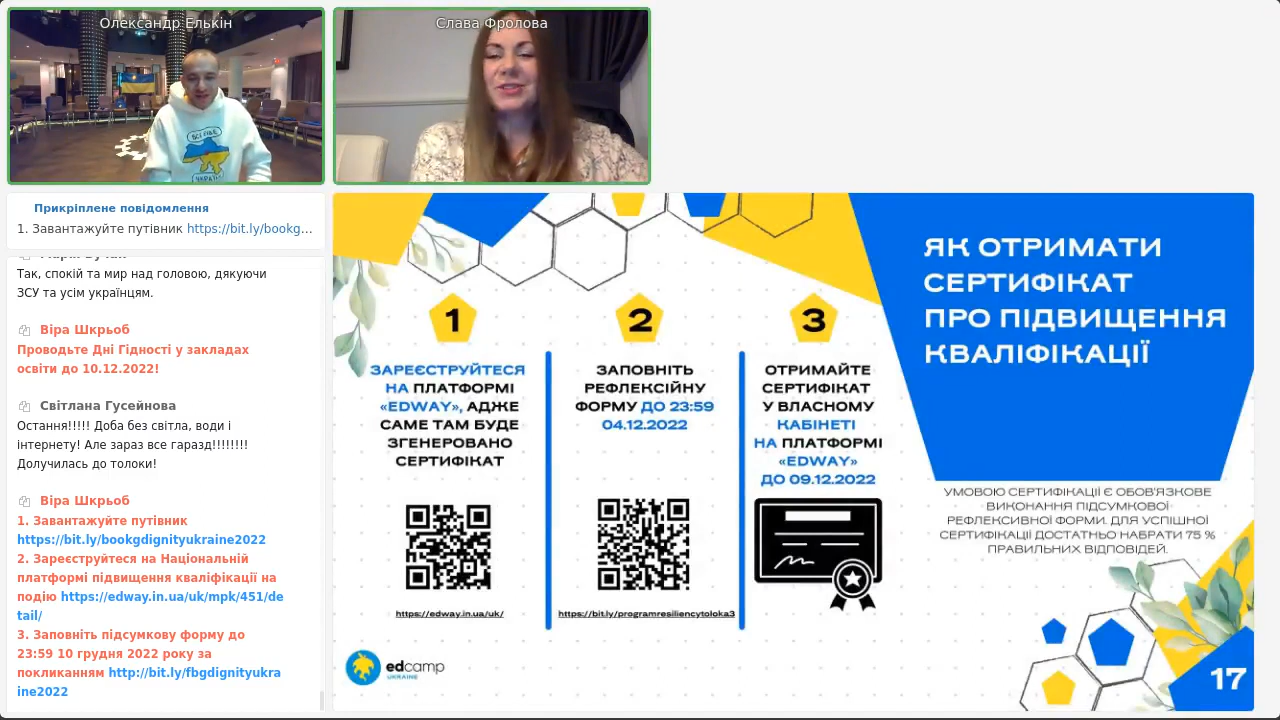 Олександр Елькін
Слава Фролова
Прикріплене повідомлення
1. Завантажуйте путівник https://bit.ly/bookg...
Так, спокій та мир над головою, дякуючи
ЗСУ та усім українцям.
Віра Шкрьоб
Проводьте Дні Гідності у закладах
освіти до 10.12.2022!
Світлана Гусейнова
Остання!!!!! Доба без світла, води і
інтернету! Але зараз все гаразд!!!!!!!!
Долучилась до толоки!
Віра Шкрьоб
1. Завантажуйте путівник
https://bit.ly/bookgdignityukraine2022
2. Зареєструйтеся на Національній
платформі підвищення кваліфікації на
подію https://edway.in.ua/uk/mpk/451/de
tail/
3. Заповніть підсумкову форму до
23:59 10 грудня 2022 року за
покликанням http://bit.ly/fbgdignityukra
ine2022
ЯК ОТРИМАТИ
СЕРТИФІКАТ
ПРО ПІДВИЩЕННЯ
КВАЛІФІКАЦІЇ
1
ЗАРЕЄСТРУЙТЕСЯ
НА ПЛАТФОРМІ
«EDWAY», АДЖЕ
САМЕ ТАМ БУДЕ
ЗГЕНЕРОВАНО
СЕРТИФІКАТ
https://edway.in.ua/uk/
2
ЗАПОВНІТЬ
РЕФЛЕКСІЙНУ
ФОРМУ ДО 23:59
04.12.2022
https://bit.ly/programresiliencytoloka3
3
ОТРИМАЙТЕ
СЕРТИФІКАТ
У ВЛАСНОМУ
КАБІНЕТІ
НА ПЛАТФОРМІ
«EDWAY»
ДО 09.12.2022
УМОВОЮ СЕРТИФІКАЦІЇ Є ОБОВ'ЯЗКОВЕ
ВИКОНАННЯ ПІДСУМКОВОЇ
РЕФЛЕКСИВНОЇ ФОРМИ. ДЛЯ УСПІШНОЇ
СЕРТИФІКАЦІЇ ДОСТАТНЬО НАБРАТИ 75 %
ПРАВИЛЬНИХ ВІДПОВІДЕЙ.
edcamp
UKRAINE
17